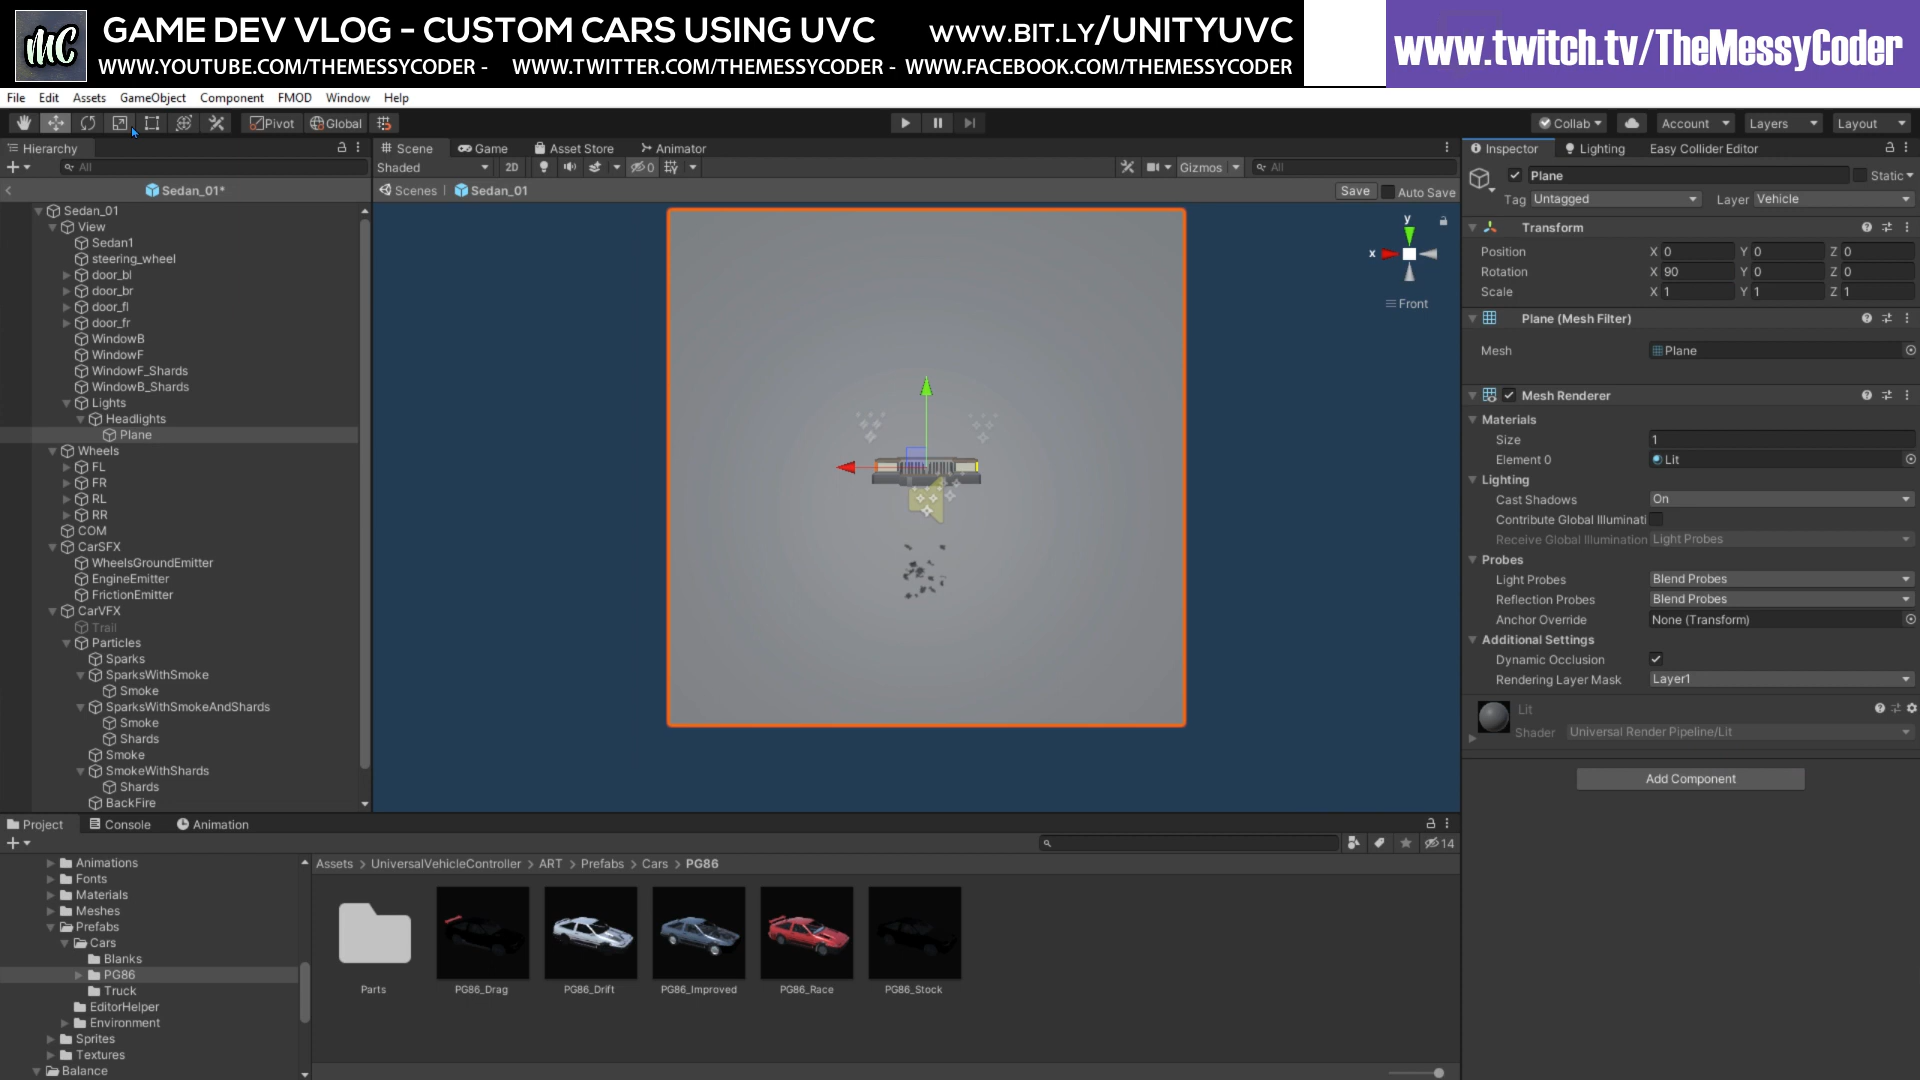 MC
GAME DEV VLOG - CUSTOM CARS USING UVC
WWW.BIT.LY/UNITYUVC
WWW.YOUTUBE.COM/THEMESSYCODER - WWW.TWITTER.COM/THEMESSYCODER - WWW.FACEBOOK.COM/THEMESSYCODER
www.twitch.tv/TheMessyCoder
File Edit Assets GameObject Component FMOD Window Help
Pivot Global
Collab Account Layers Layout
Hierarchy
All
Sedan_01*
Sedan_01
View
Sedan1
steering_wheel
door_bl
door_br
door_fl
door_fr
WindowB
WindowF
WindowF_Shards
WindowB_Shards
Lights
Headlights
Plane
Wheels
FL
FR
RL
RR
COM
CarSFX
WheelsGroundEmitter
EngineEmitter
FrictionEmitter
CarVFX
Trail
Particles
Sparks
SparksWithSmoke
Smoke
SparksWithSmokeAndShards
Smoke
Shards
Smoke
SmokeWithShards
Shards
BackFire
Scene Game Asset Store Animator
Shaded 2D 0 Gizmos All
Scenes Sedan_01 Save Auto Save
y
x
Front
Inspector Lighting Easy Collider Editor
Plane Static
Tag Untagged Layer Vehicle
Transform
Position X 0 Y 0 Z 0
Rotation X 90 Y 0 Z 0
Scale X 1 Y 1 Z 1
Plane (Mesh Filter)
Mesh Plane
Mesh Renderer
Materials
Size 1
Element 0 Lit
Lighting
Cast Shadows On
Contribute Global Illuminati
Receive Global Illumination Light Probes
Probes
Light Probes Blend Probes
Reflection Probes Blend Probes
Anchor Override None (Transform)
Additional Settings
Dynamic Occlusion
Rendering Layer Mask Layer1
Lit
Shader Universal Render Pipeline/Lit
Add Component
Project Console Animation
14
Animations
Fonts
Materials
Meshes
Prefabs
Cars
Blanks
PG86
Truck
EditorHelper
Environment
Sprites
Textures
Balance
Assets > UniversalVehicleController > ART > Prefabs > Cars > PG86
Parts PG86_Drag PG86_Drift PG86_Improved PG86_Race PG86_Stock